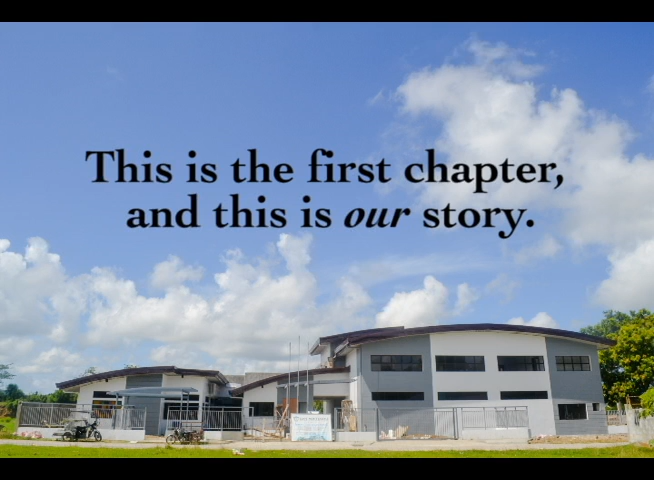 This is the first chapter,
and this is our story.